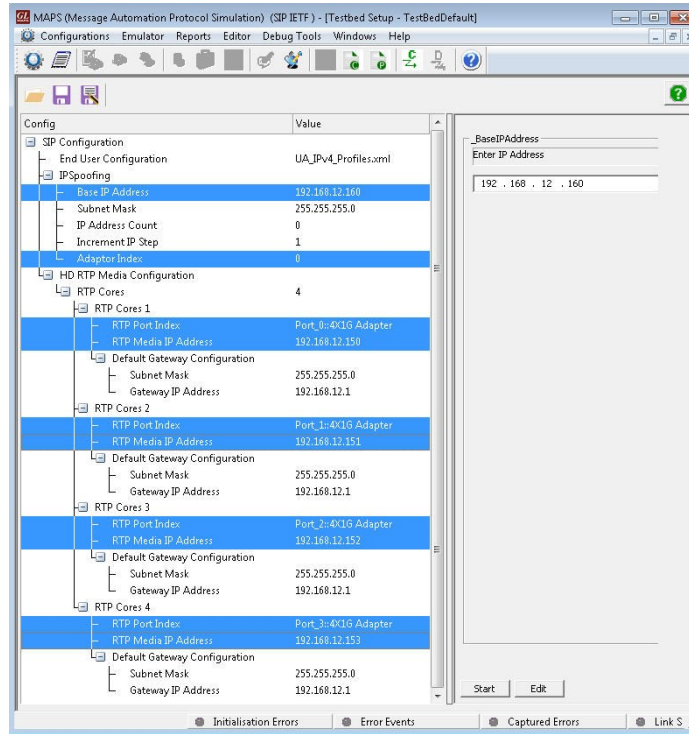 MAPS (Message Automation Protocol Simulation) (SIP IETF ) - [Testbed Setup - TestBedDefault]
Configurations Emulator Reports Editor Debug Tools Windows Help
Config Value
SIP Configuration
End User Configuration UA_IPv4_Profiles.xml
IPSpoofing
Base IP Address 192.168.12.160
Subnet Mask 255.255.255.0
IP Address Count 0
Increment IP Step 1
Adaptor Index 0
HD RTP Media Configuration
RTP Cores 4
RTP Cores 1
RTP Port Index Port_0::4X1G Adapter
RTP Media IP Address 192.168.12.150
Default Gateway Configuration
Subnet Mask 255.255.255.0
Gateway IP Address 192.168.12.1
RTP Cores 2
RTP Port Index Port_1::4X1G Adapter
RTP Media IP Address 192.168.12.151
Default Gateway Configuration
Subnet Mask 255.255.255.0
Gateway IP Address 192.168.12.1
RTP Cores 3
RTP Port Index Port_2::4X1G Adapter
RTP Media IP Address 192.168.12.152
Default Gateway Configuration
Subnet Mask 255.255.255.0
Gateway IP Address 192.168.12.1
RTP Cores 4
RTP Port Index Port_3::4X1G Adapter
RTP Media IP Address 192.168.12.153
Default Gateway Configuration
Subnet Mask 255.255.255.0
Gateway IP Address 192.168.12.1
_BaseIPAddress
Enter IP Address
192 . 168 . 12 . 160
Start Edit
Initialisation Errors Error Events Captured Errors Link S